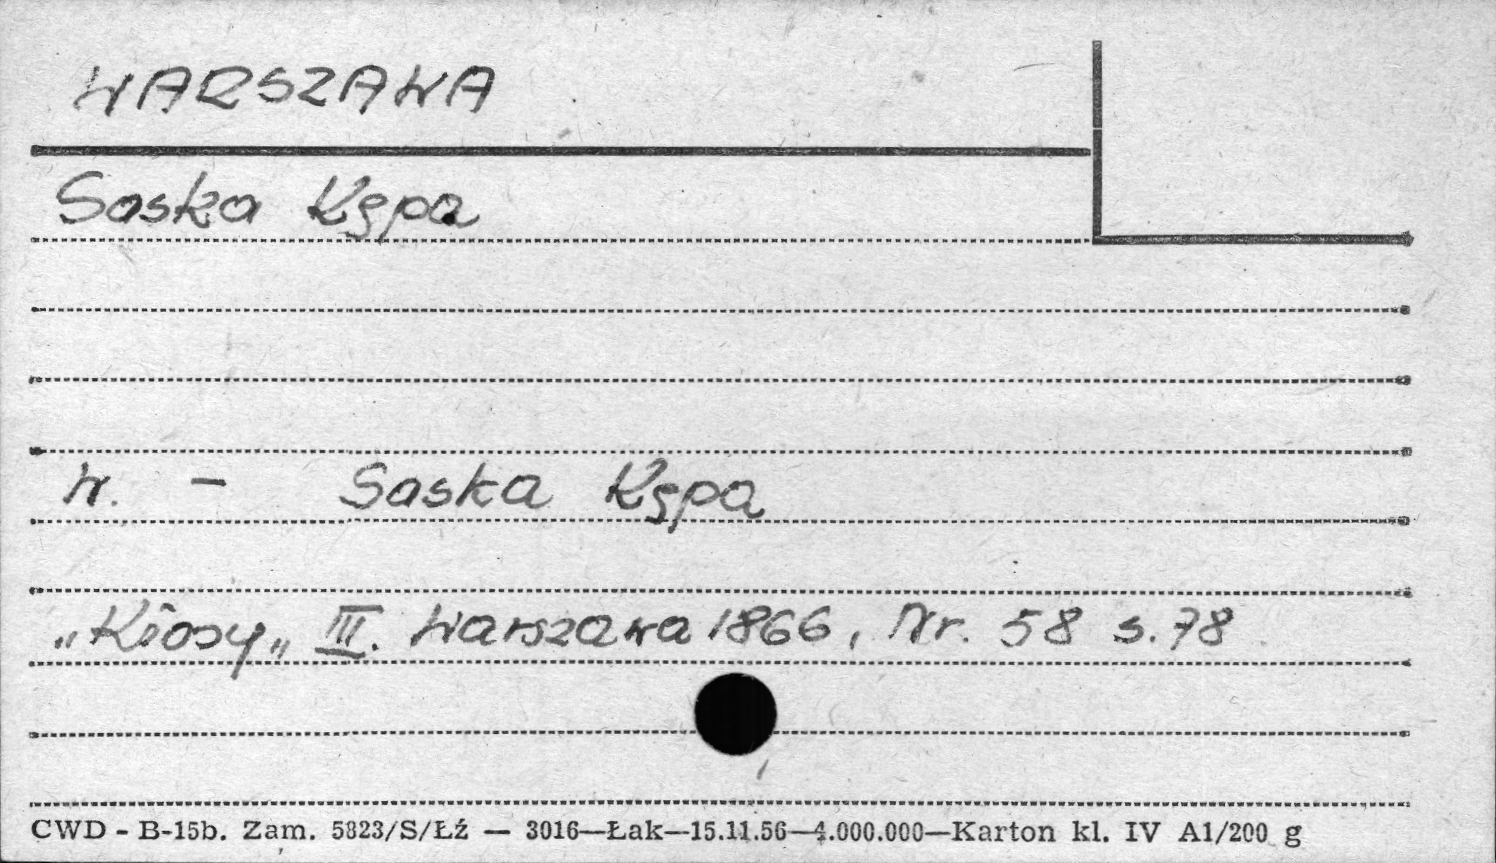 WARSZAWA
Saska Kępa
W. - Saska Kępa
„Kłosy„ III. Warszawa 1866, Nr. 58 s. 78
CWD - B-15b. Zam. 5823/S/Łź — 3016—Łak—15.11.56—4.000.000—Karton kl. IV A1/200 g